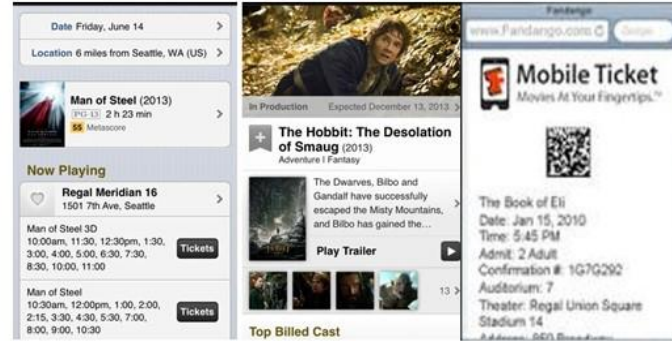 Date Friday, June 14
Location 6 miles from Seattle, WA (US)
Man of Steel (2013)
PG-13 2 h 23 min
55 Metascore
Now Playing
Regal Meridian 16
1501 7th Ave, Seattle
Man of Steel 3D
10:00am, 11:30, 12:30pm, 1:30,
3:00, 4:00, 5:00, 6:30, 7:30,
8:30, 10:00, 11:00
Tickets
Man of Steel
10:30am, 12:00pm, 1:00, 2:00,
2:15, 3:30, 4:30, 5:30, 7:00,
8:00, 9:00, 10:30
Tickets
In Production Expected December 13, 2013
The Hobbit: The Desolation
of Smaug (2013)
Adventure | Fantasy
The Dwarves, Bilbo and
Gandalf have successfully
escaped the Misty Mountains,
and Bilbo has gained the...
Play Trailer
13
Top Billed Cast
Fandango
www.Fandango.com
Google
Mobile Ticket
Movies At Your Fingertips.™
The Book of Eli
Date: Jan 15, 2010
Time: 5:45 PM
Admit: 2 Adult
Confirmation #: 1G7G292
Auditorium: 7
Theater: Regal Union Square
Stadium 14
Address: 850 Broadway